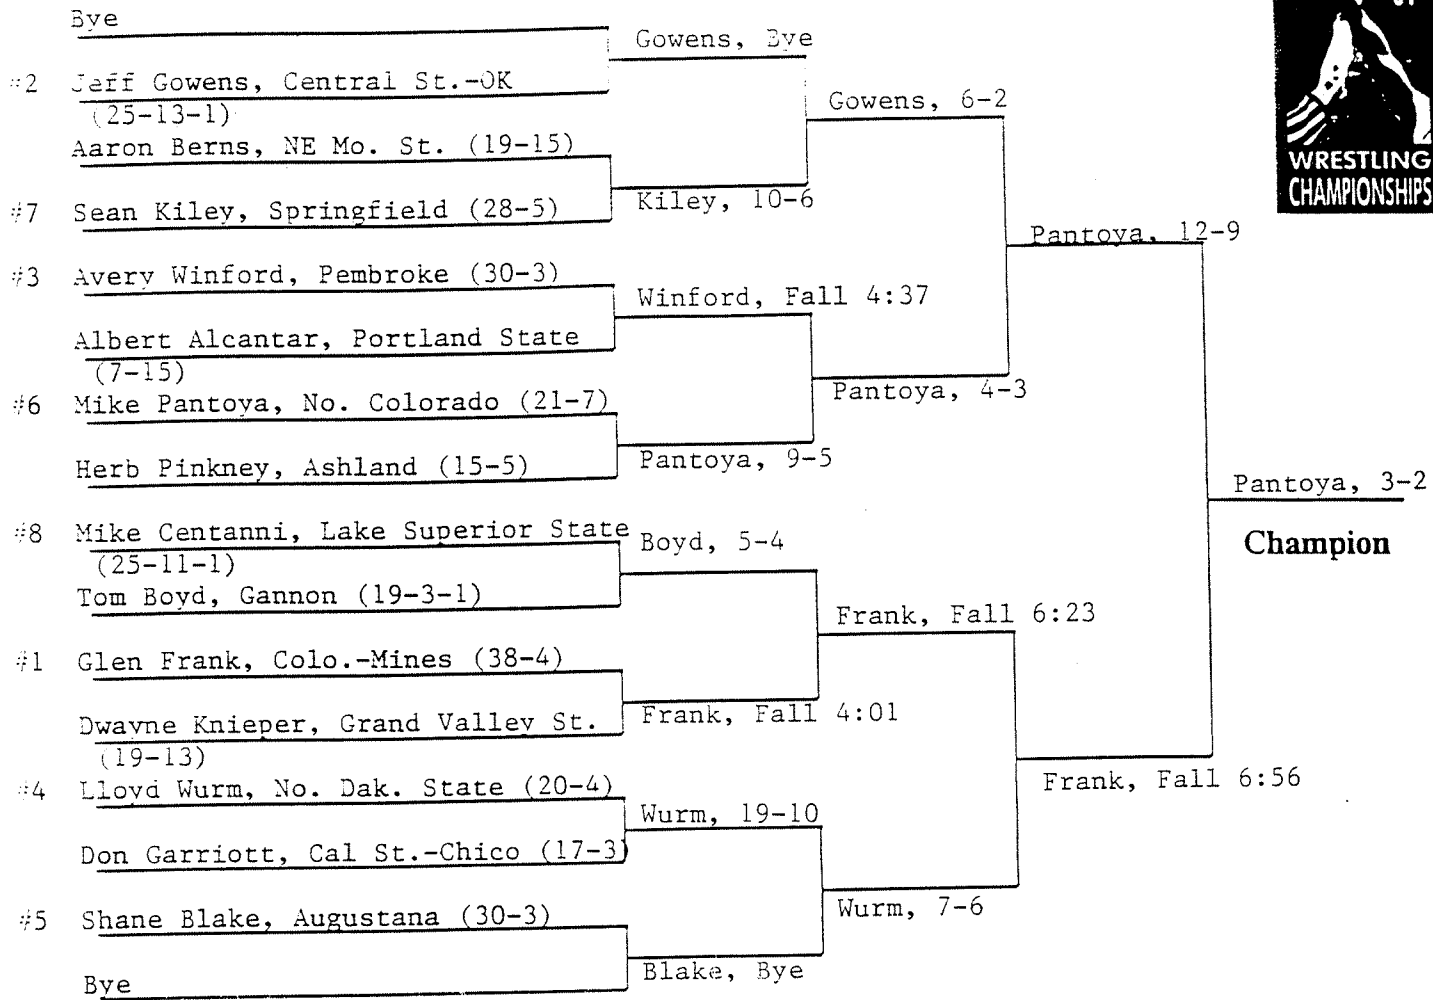 Bye
Gowens, Bye
#2 Jeff Gowens, Central St.-OK
(25-13-1)
Gowens, 6-2
Aaron Berns, NE Mo. St. (19-15)
WRESTLING
CHAMPIONSHIPS
Kiley, 10-6
#7 Sean Kiley, Springfield (28-5)
Pantoya, 12-9
#3 Avery Winford, Pembroke (30-3)
Winford, Fall 4:37
Albert Alcantar, Portland State
(7-15)
Pantoya, 4-3
#6 Mike Pantoya, No. Colorado (21-7)
Pantoya, 9-5
Herb Pinkney, Ashland (15-5)
Pantoya, 3-2
Champion
#8 Mike Centanni, Lake Superior State
(25-11-1)
Boyd, 5-4
Tom Boyd, Gannon (19-3-1)
Frank, Fall 6:23
#1 Glen Frank, Colo.-Mines (38-4)
Frank, Fall 4:01
Dwayne Knieper, Grand Valley St.
(19-13)
Frank, Fall 6:56
#4 Lloyd Wurm, No. Dak. State (20-4)
Wurm, 19-10
Don Garriott, Cal St.-Chico (17-3)
Wurm, 7-6
#5 Shane Blake, Augustana (30-3)
Blake, Bye
Bye